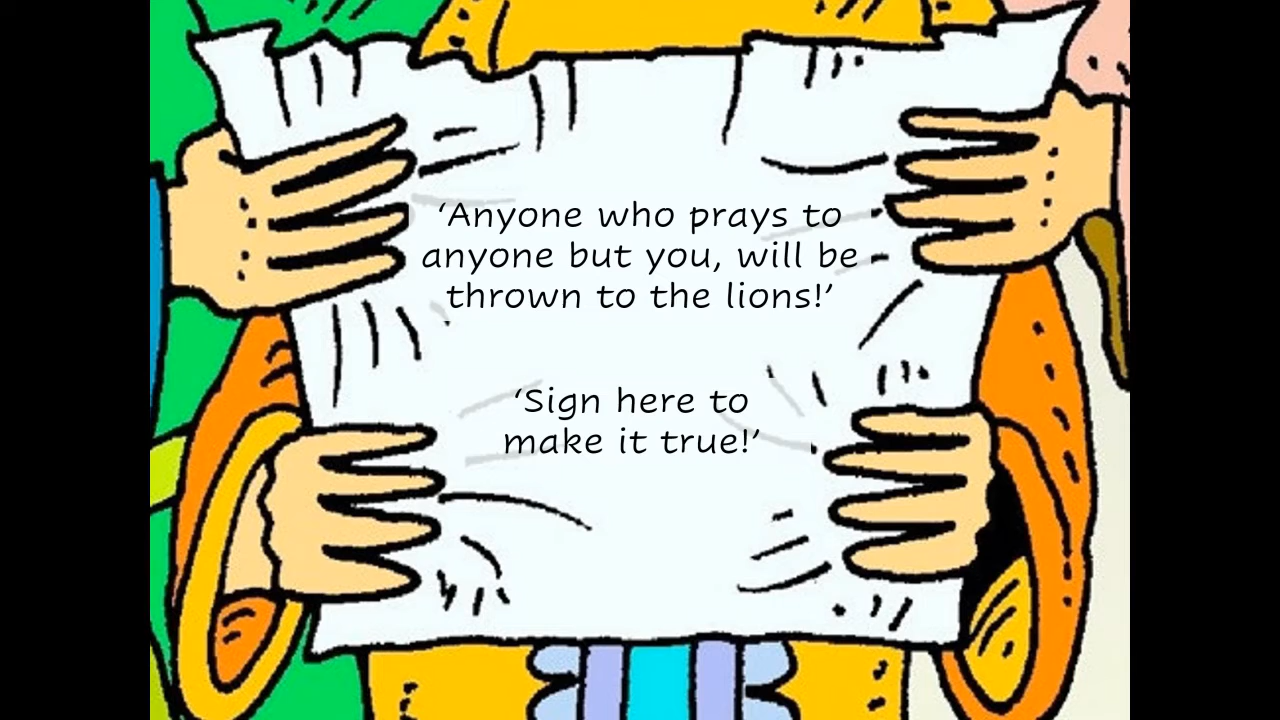 ‘Anyone who prays to
anyone but you, will be
thrown to the lions!’
‘Sign here to
make it true!’